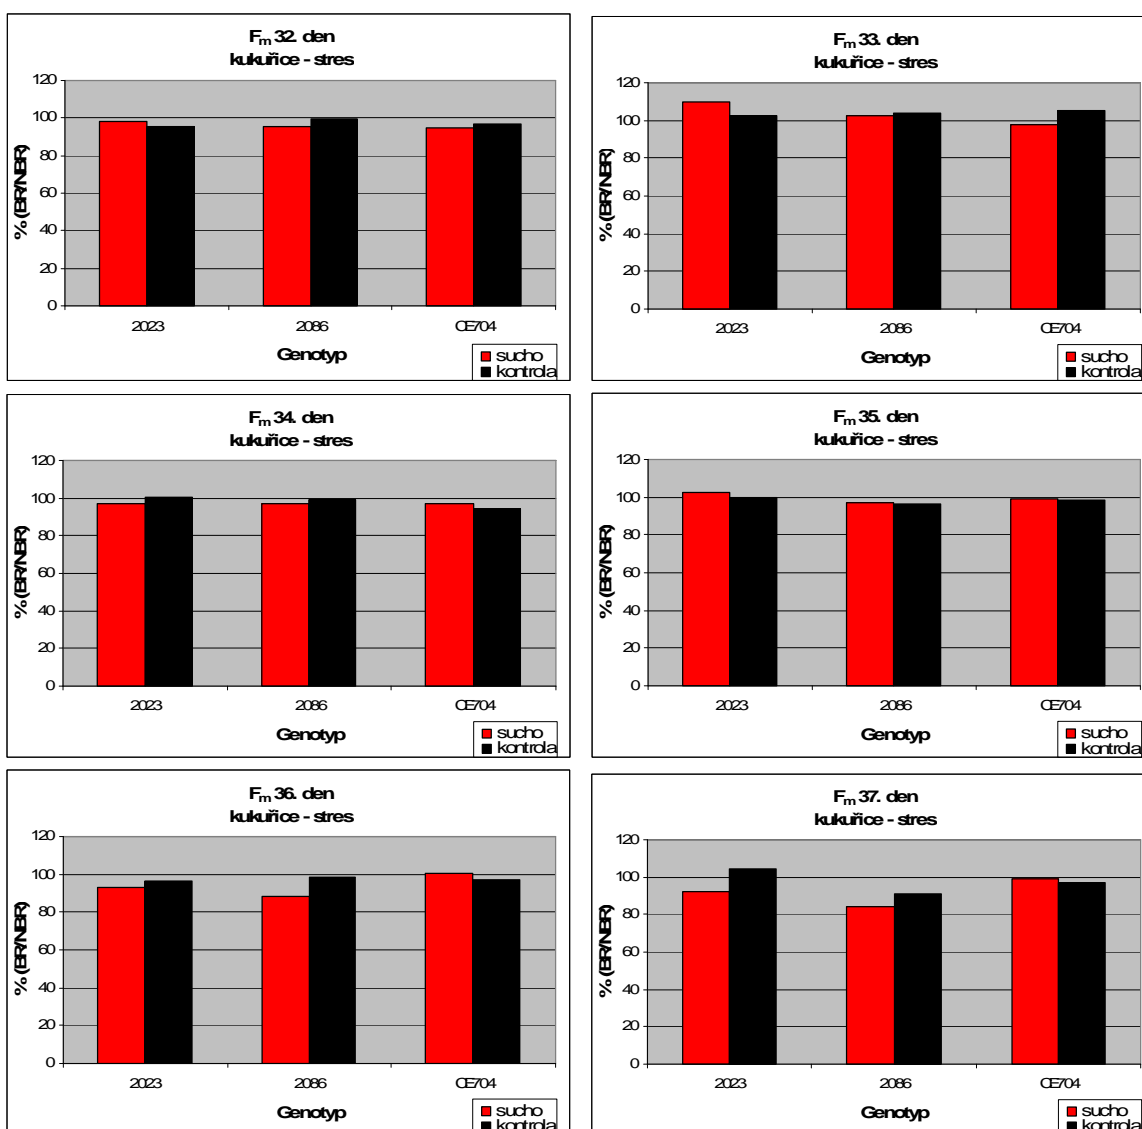 Fm 32. den
kukuřice - stres
120
100
80
60
40
20
0
% (BR/NBR)
2023 2086 CE704
Genotyp
sucho
kontrola
Fm 33. den
kukuřice - stres
120
100
80
60
40
20
0
% (BR/NBR)
2023 2086 CE704
Genotyp
sucho
kontrola
Fm 34. den
kukuřice - stres
120
100
80
60
40
20
0
% (BR/NBR)
2023 2086 CE704
Genotyp
sucho
kontrola
Fm 35. den
kukuřice - stres
120
100
80
60
40
20
0
% (BR/NBR)
2023 2086 CE704
Genotyp
sucho
kontrola
Fm 36. den
kukuřice - stres
120
100
80
60
40
20
0
% (BR/NBR)
2023 2086 CE704
Genotyp
sucho
kontrola
Fm 37. den
kukuřice - stres
120
100
80
60
40
20
0
% (BR/NBR)
2023 2086 CE704
Genotyp
sucho
kontrola